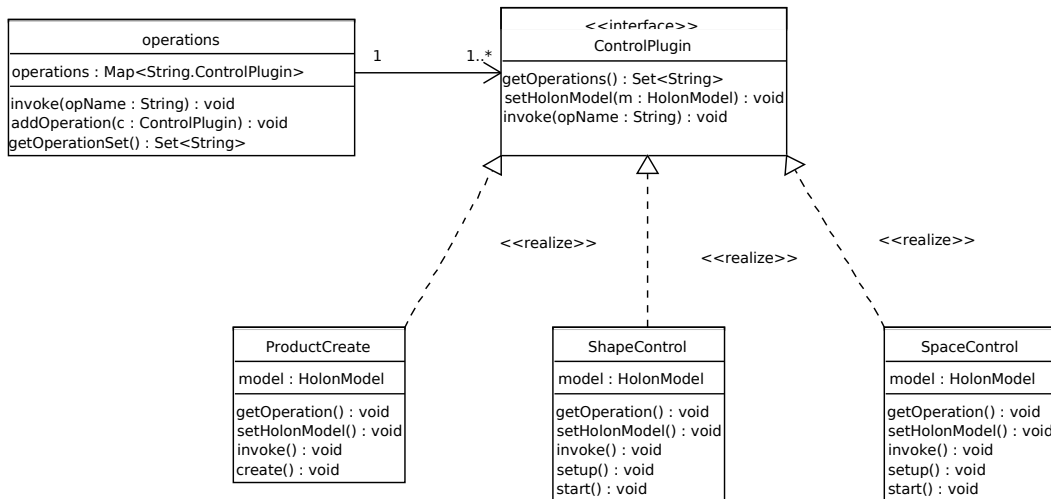 operations
operations : Map<String.ControlPlugin>
invoke(opName : String) : void
addOperation(c : ControlPlugin) : void
getOperationSet() : Set<String>
1
1..*
<<interface>>
ControlPlugin
getOperations() : Set<String>
setHolonModel(m : HolonModel) : void
invoke(opName : String) : void
<<realize>>
<<realize>>
<<realize>>
ProductCreate
model : HolonModel
getOperation() : void
setHolonModel() : void
invoke() : void
create() : void
ShapeControl
model : HolonModel
getOperation() : void
setHolonModel() : void
invoke() : void
setup() : void
start() : void
SpaceControl
model : HolonModel
getOperation() : void
setHolonModel() : void
invoke() : void
setup() : void
start() : void